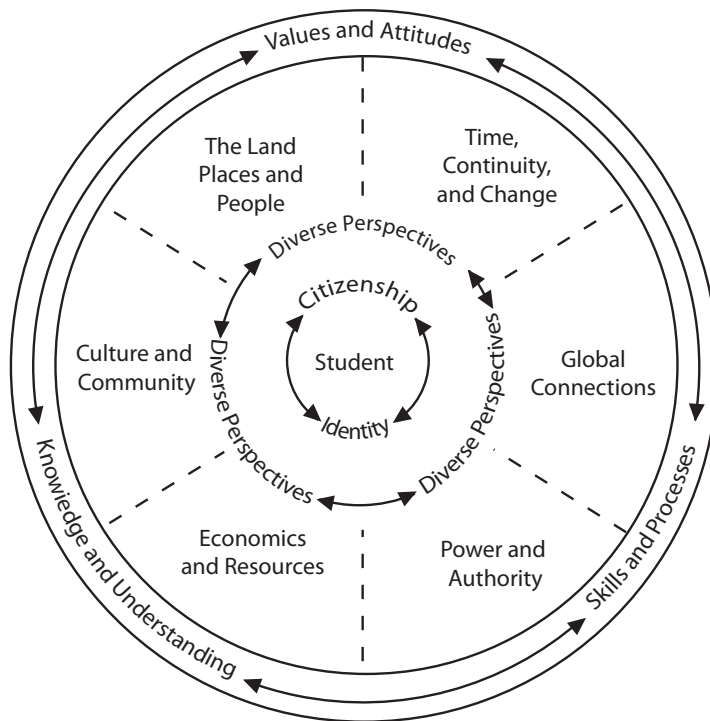 Values and Attitudes
The Land
Places and
People
Time,
Continuity,
and Change
Diverse Perspectives
Citizenship
Culture and
Community
Diverse Perspectives
Student
Diverse Perspectives
Global
Connections
Identity
Economics
and Resources
Power and
Authority
Knowledge and Understanding
Skills and Processes